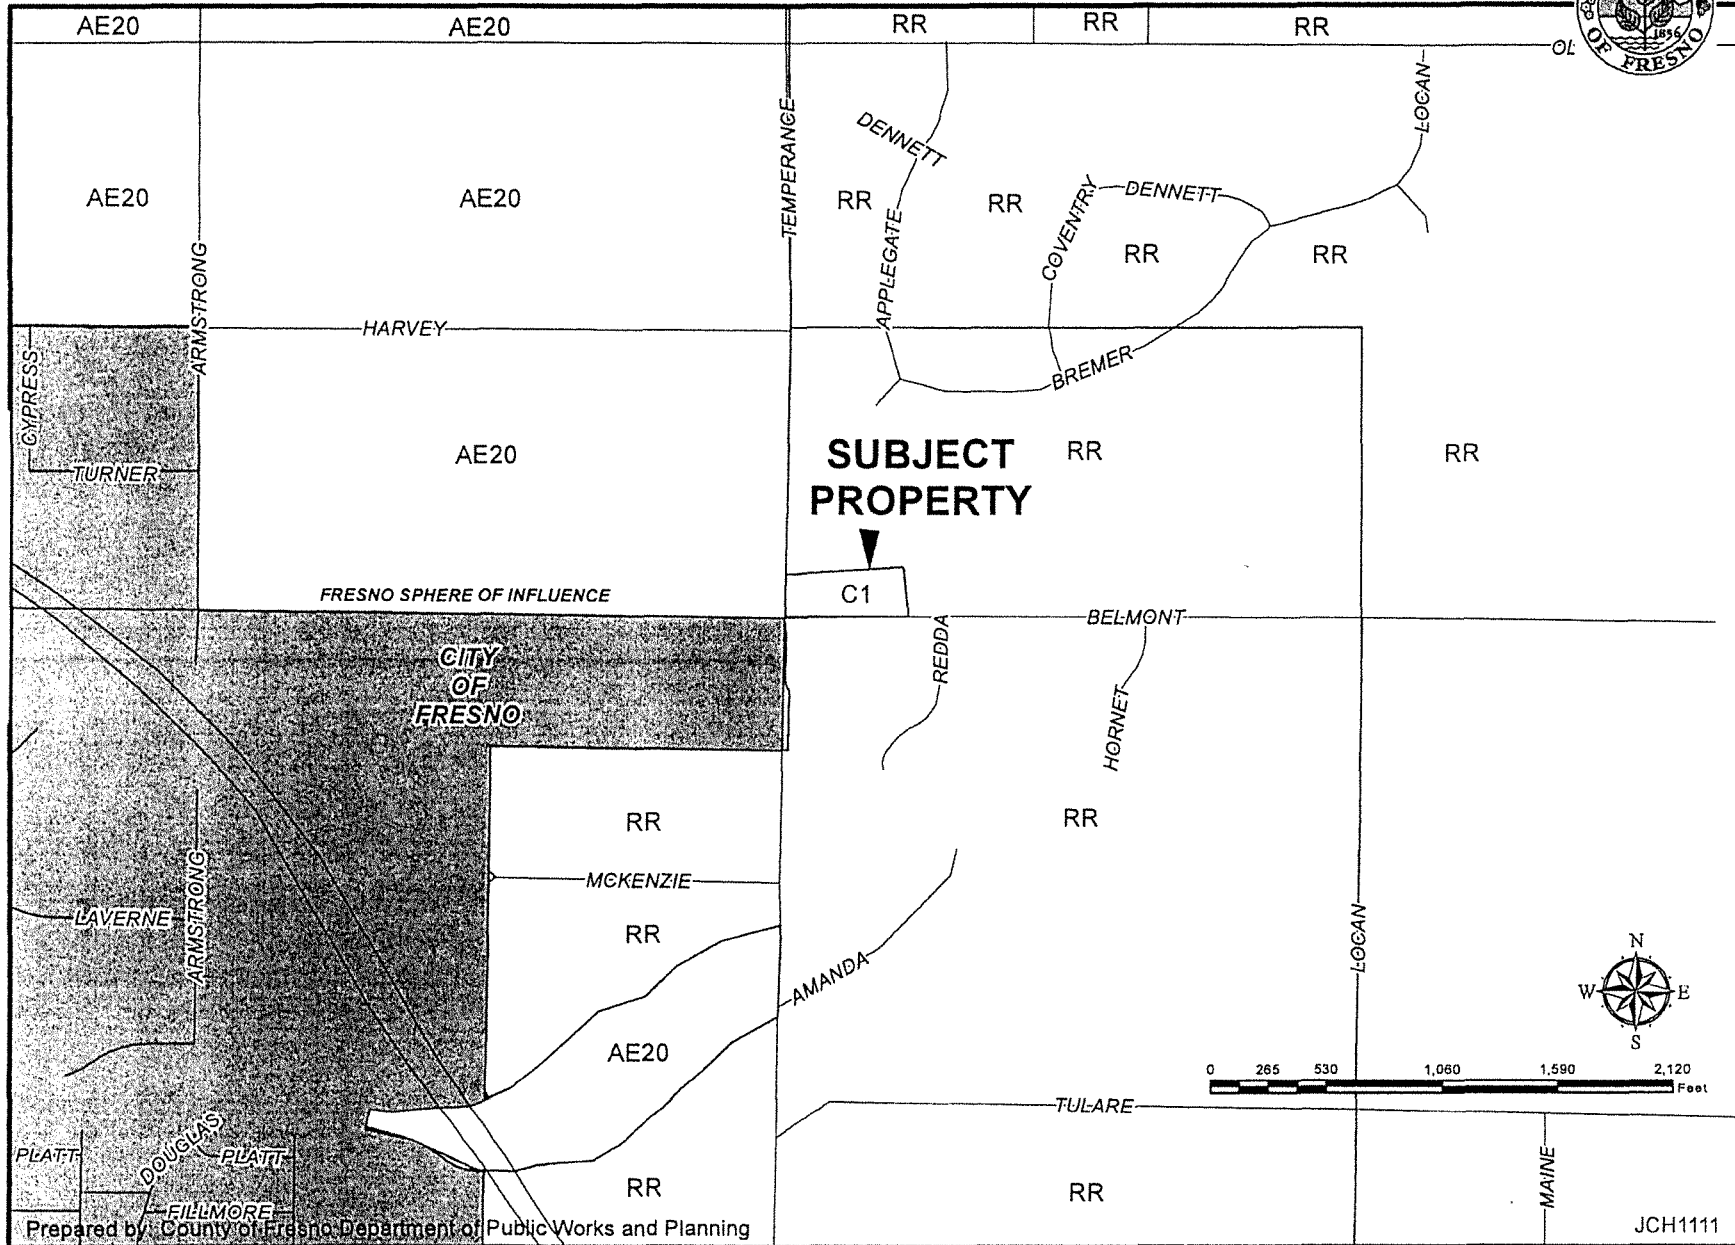 AE20
AE20
RR
RR
RR
OL
1856
OF FRESNO
LOCAN
TEMPERANCE
DENNETT
AE20
AE20
RR
RR
COVENTRY
DENNETT
APPLEGATE
RR
RR
ARMSTRONG
HARVEY
CYPRESS
BREMER
TURNER
AE20
SUBJECT
PROPERTY
RR
RR
FRESNO SPHERE OF INFLUENCE
C1
BELMONT
REDDA
CITY
OF
FRESNO
HORNET
RR
RR
MCKENZIE
ARMSTRONG
LAVERNE
RR
LOCAN
AMANDA
N
W
E
S
AE20
0 265 530 1,060 1,590 2,120
Feet
TULARE
PLATT
DOUGLAS
PLATT
MAINE
RR
RR
FILLMORE
Prepared by: County of Fresno Department of Public Works and Planning
JCH1111